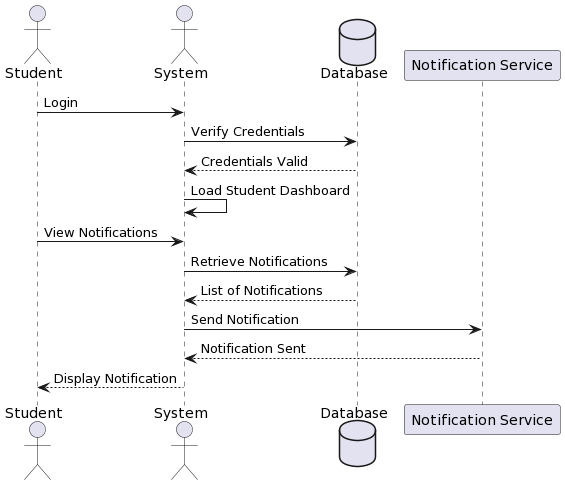 Student
System
Database
Notification Service
Login
Verify Credentials
Credentials Valid
Load Student Dashboard
View Notifications
Retrieve Notifications
List of Notifications
Send Notification
Notification Sent
Display Notification
Student
System
Database
Notification Service